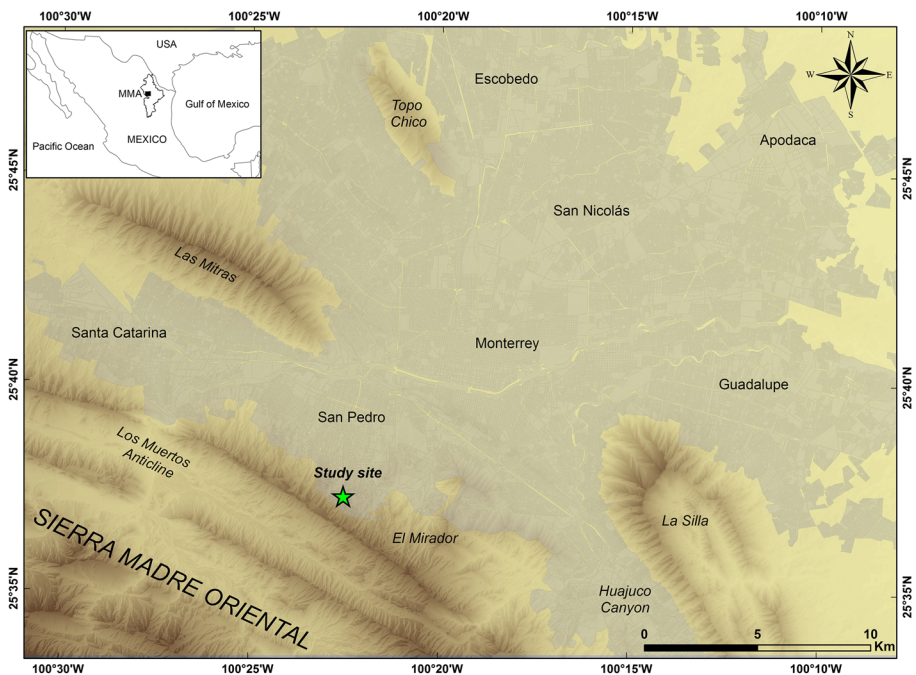 100°30'W
100°25'W
100°20'W
100°15'W
100°10'W
USA
MMA
Gulf of Mexico
MEXICO
Pacific Ocean
Escobedo
Topo
Chico
N
W
E
S
Apodaca
25°45'N
25°45'N
San Nicolás
Las Mitras
Santa Catarina
Monterrey
25°40'N
25°40'N
Guadalupe
San Pedro
Los Muertos
Anticline
Study site
La Silla
El Mirador
SIERRA MADRE ORIENTAL
25°35'N
25°35'N
Huajuco
Canyon
0
5
10
Km
100°30'W
100°25'W
100°20'W
100°15'W
100°10'W